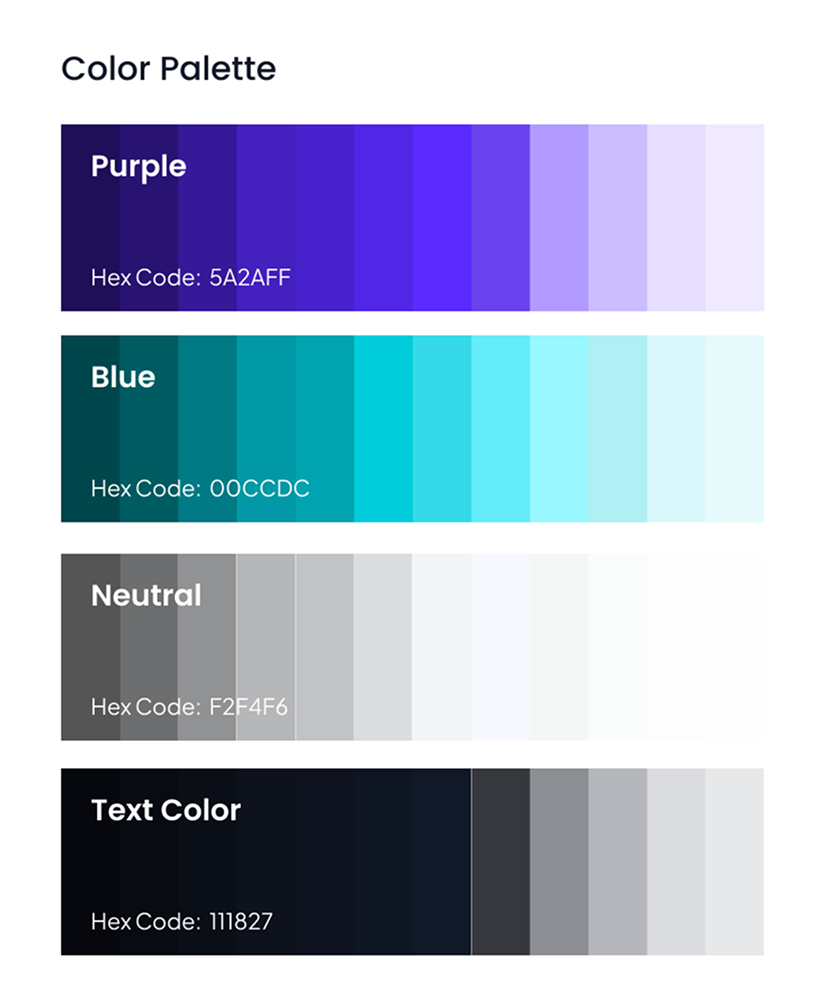 Color Palette
Purple
Hex Code: 5A2AFF
Blue
Hex Code: 00CCDC
Neutral
Hex Code: F2F4F6
Text Color
Hex Code: 111827